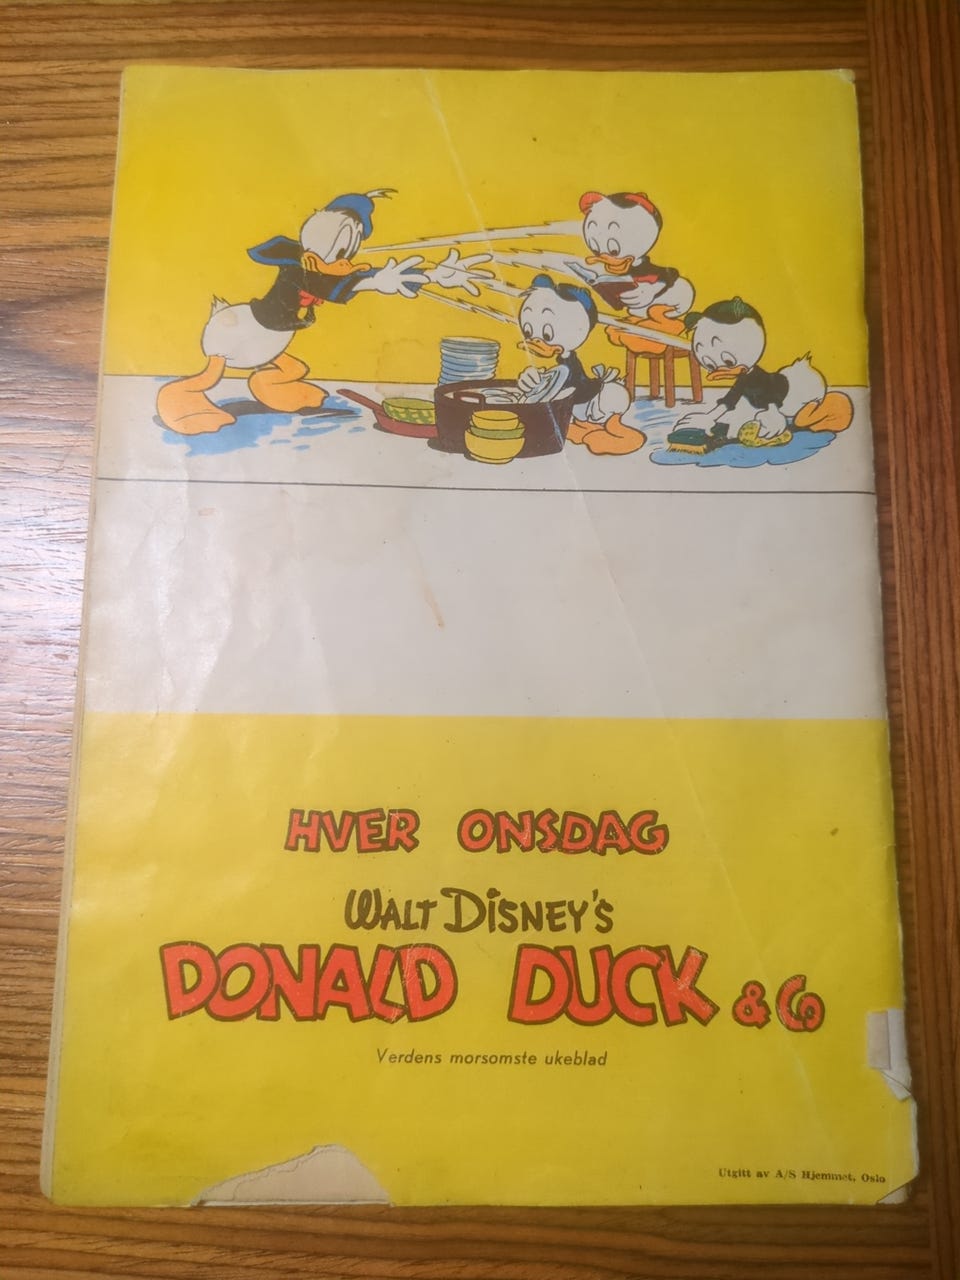 HVER ONSDAG
WALT DISNEY'S
DONALD DUCK & Co
Verdens morsomste ukeblad
Utgitt av A/S Hjemmet, Oslo